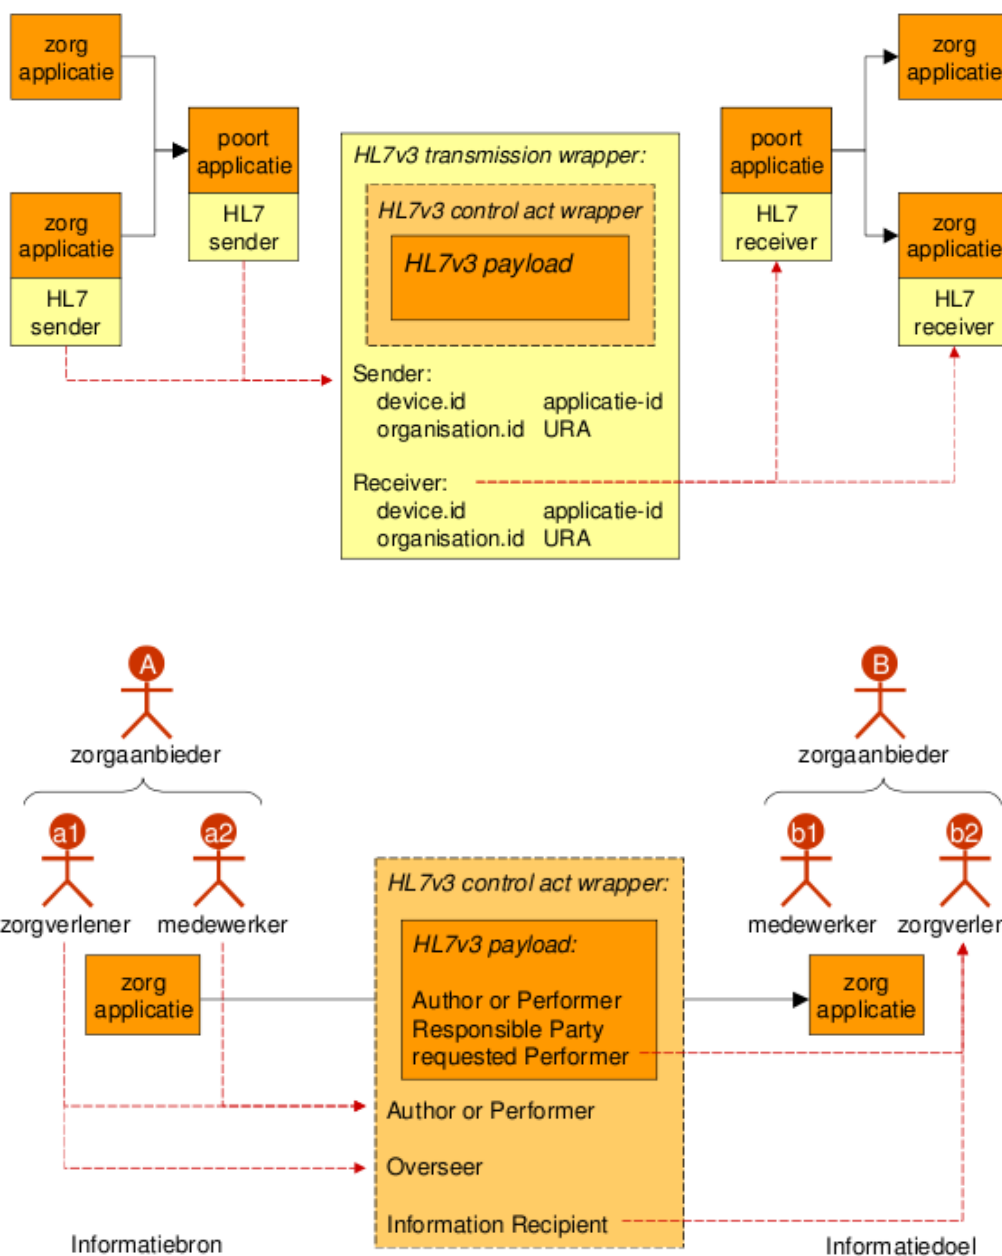 zorg
applicatie
zorg
applicatie
poort
applicatie
poort
applicatie
HL7v3 transmission wrapper:
HL7v3 control act wrapper
HL7v3 payload
zorg
applicatie
HL7
sender
HL7
receiver
zorg
applicatie
HL7
sender
HL7
receiver
Sender:
device.id applicatie-id
organisation.id URA
Receiver:
device.id applicatie-id
organisation.id URA
A
B
zorgaanbieder
zorgaanbieder
a1
a2
b1
b2
zorgverlener
medewerker
medewerker
zorgverler
HL7v3 control act wrapper:
HL7v3 payload:
zorg
applicatie
zorg
applicatie
Author or Performer
Responsible Party
requested Performer
Author or Performer
Overseer
Information Recipient
Informatiebron
Informatiedoel